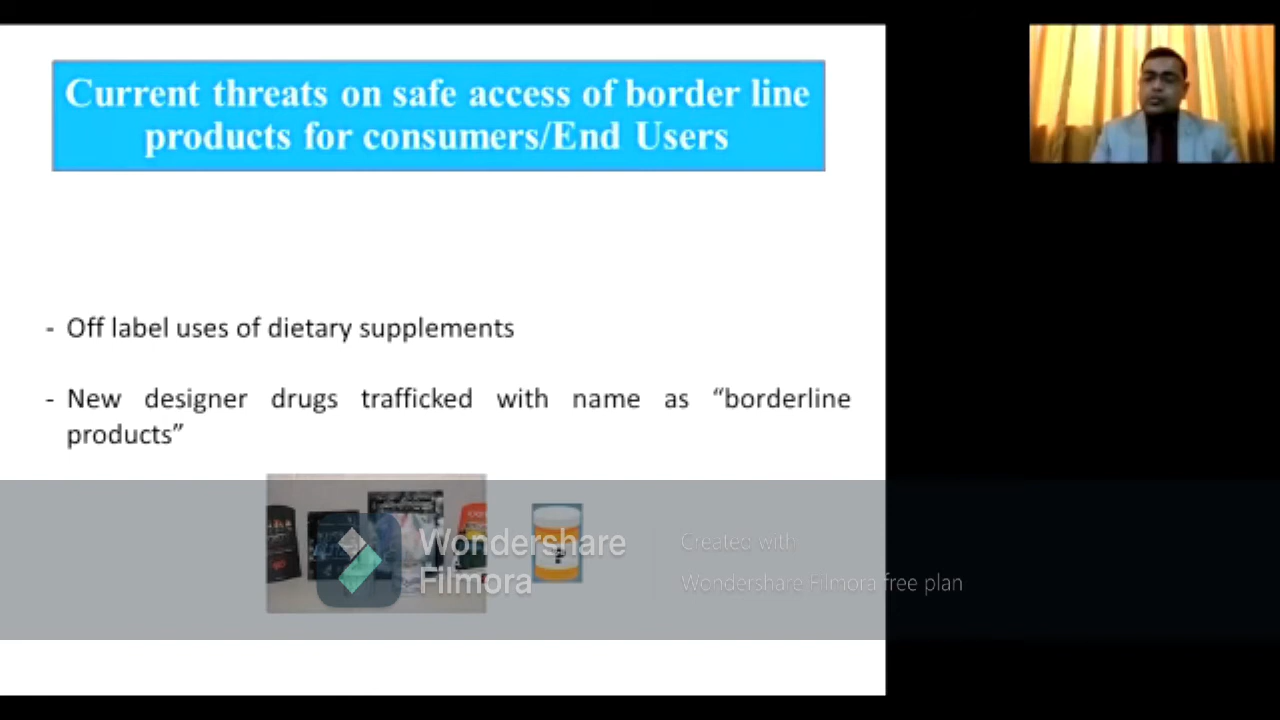 Current threats on safe access of border line
products for consumers/End Users
- Off label uses of dietary supplements
- New designer drugs trafficked with name as “borderline
products”
Wondershare
Filmora
Created with
Wondershare Filmora free plan